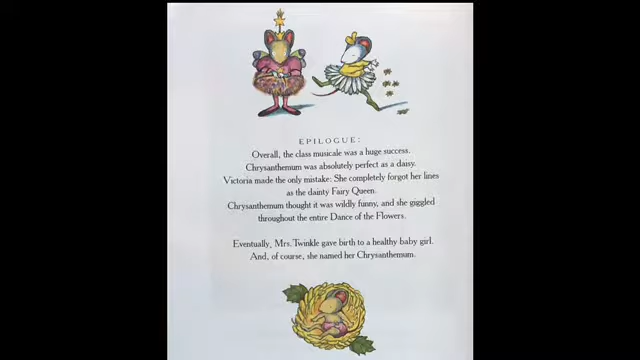 EPILOGUE:
Overall, the class musicale was a huge success.
Chrysanthemum was absolutely perfect as a daisy.
Victoria made the only mistake: She completely forgot her lines
as the dainty Fairy Queen.
Chrysanthemum thought it was wildly funny, and she giggled
throughout the entire Dance of the Flowers.
Eventually, Mrs. Twinkle gave birth to a healthy baby girl.
And, of course, she named her Chrysanthemum.